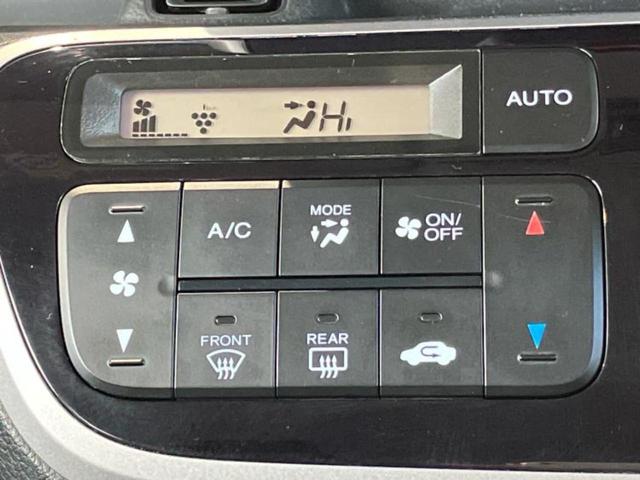 Hi
AUTO
A/C
MODE
ON/
OFF
FRONT
REAR